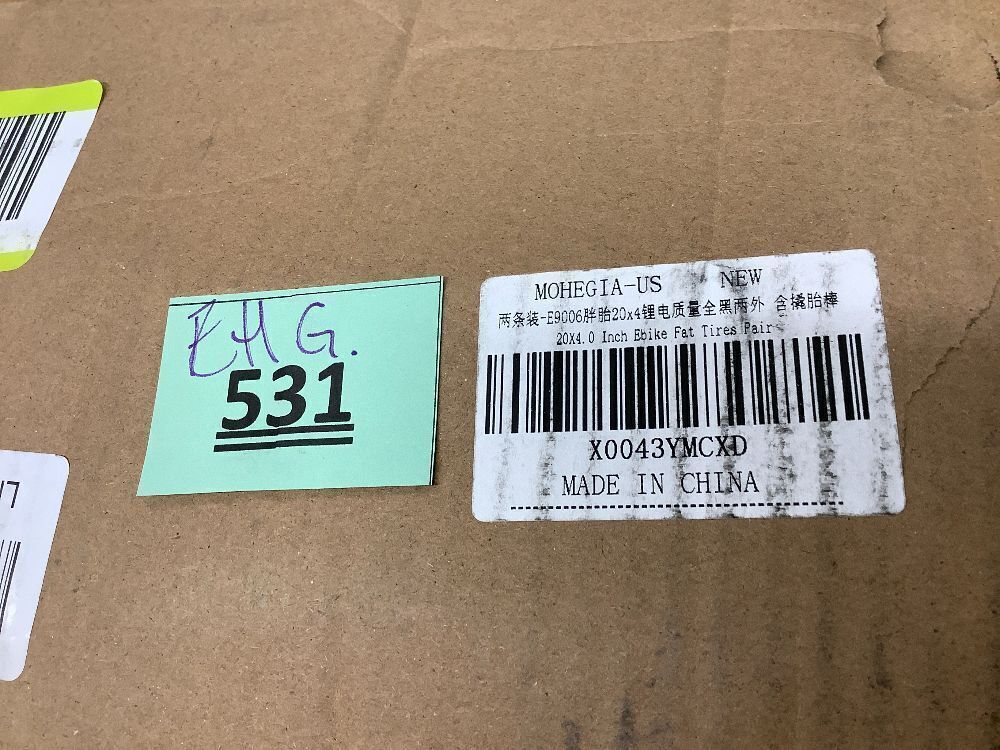 EHG.
531
MOHEGIA-US NEW
两条装-E9006胖胎20x4锂电质量全黑两外 含撬胎棒
20X4.0 Inch Ebike Fat Tires Pair
X0043YMCXD
MADE IN CHINA